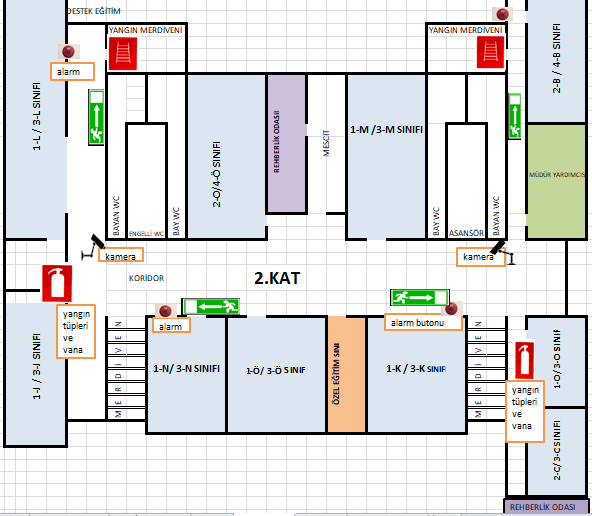 DESTEK EĞİTİM
YANGIN MERDİVENİ
YANGIN MERDİVENİ
alarm
1-L / 3-L SINIFI
2-B / 4-B SINIFI
BAYAN WC
ENGELLİ WC
BAY WC
2-O/4-Ö SINIFI
REHBERLİK ODASII
MESCİT
1-M /3-M SINIFI
BAY WC
ASANSÖR
BAYAN WC
MÜDÜR YARDIMCIS
kamera
kamera
KORİDOR
2.KAT
yangın
tüpleri
ve
vana
alarm
alarm butonu
1-J / 3-J SINIFI
MERDİVEN
1-N/ 3-N SINIFI
1-Ö/ 3-Ö SINIF
ÖZEL EĞİTİM SINI
1-K / 3-K SINIFI
MERDİVEN
yangın
tüpleri
ve
vana
1-O/3-O SINIF
2-C/3-C SINIFI
REHBERLİK ODASI